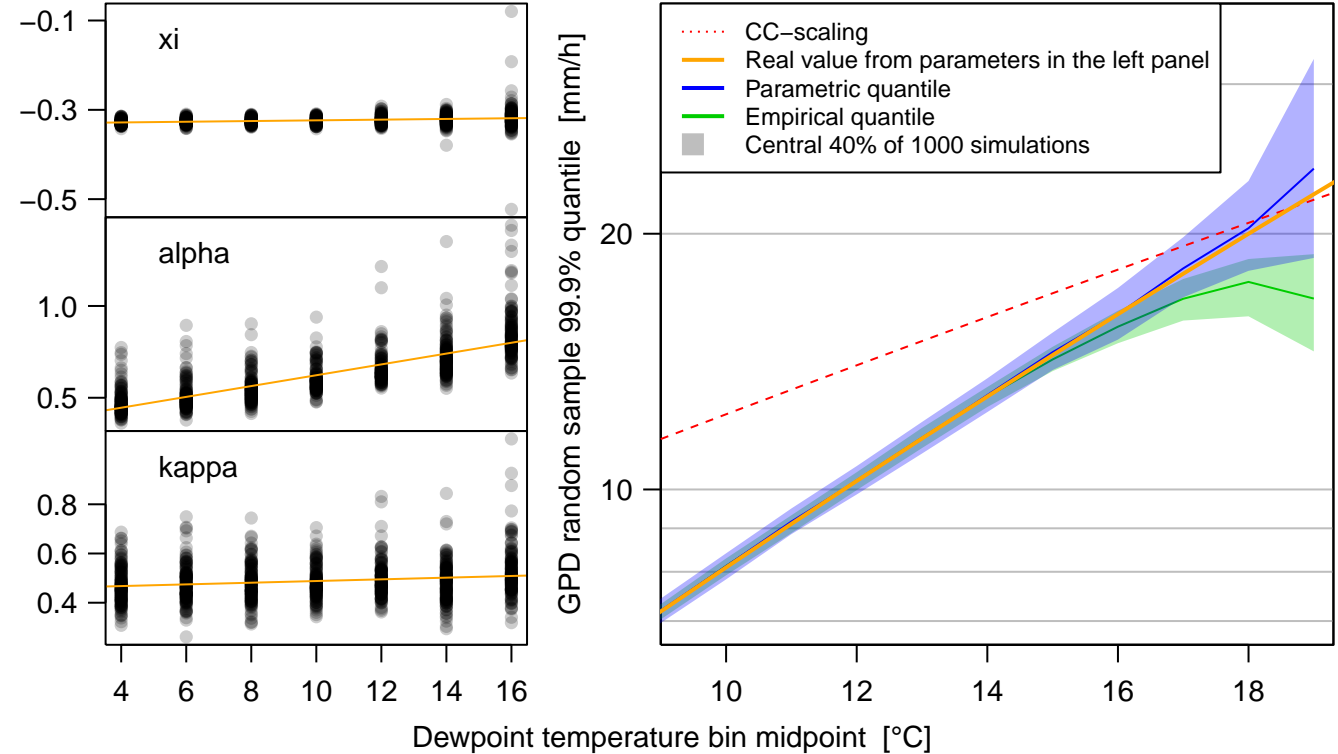 xi
−0.1
−0.3
−0.5
alpha
1.0
0.5
kappa
0.8
0.6
0.4
4 6 8 10 12 14 16
GPD random sample 99.9% quantile [mm/h]
CC−scaling
Real value from parameters in the left panel
Parametric quantile
Empirical quantile
Central 40% of 1000 simulations
20
10
10 12 14 16 18
Dewpoint temperature bin midpoint [°C]